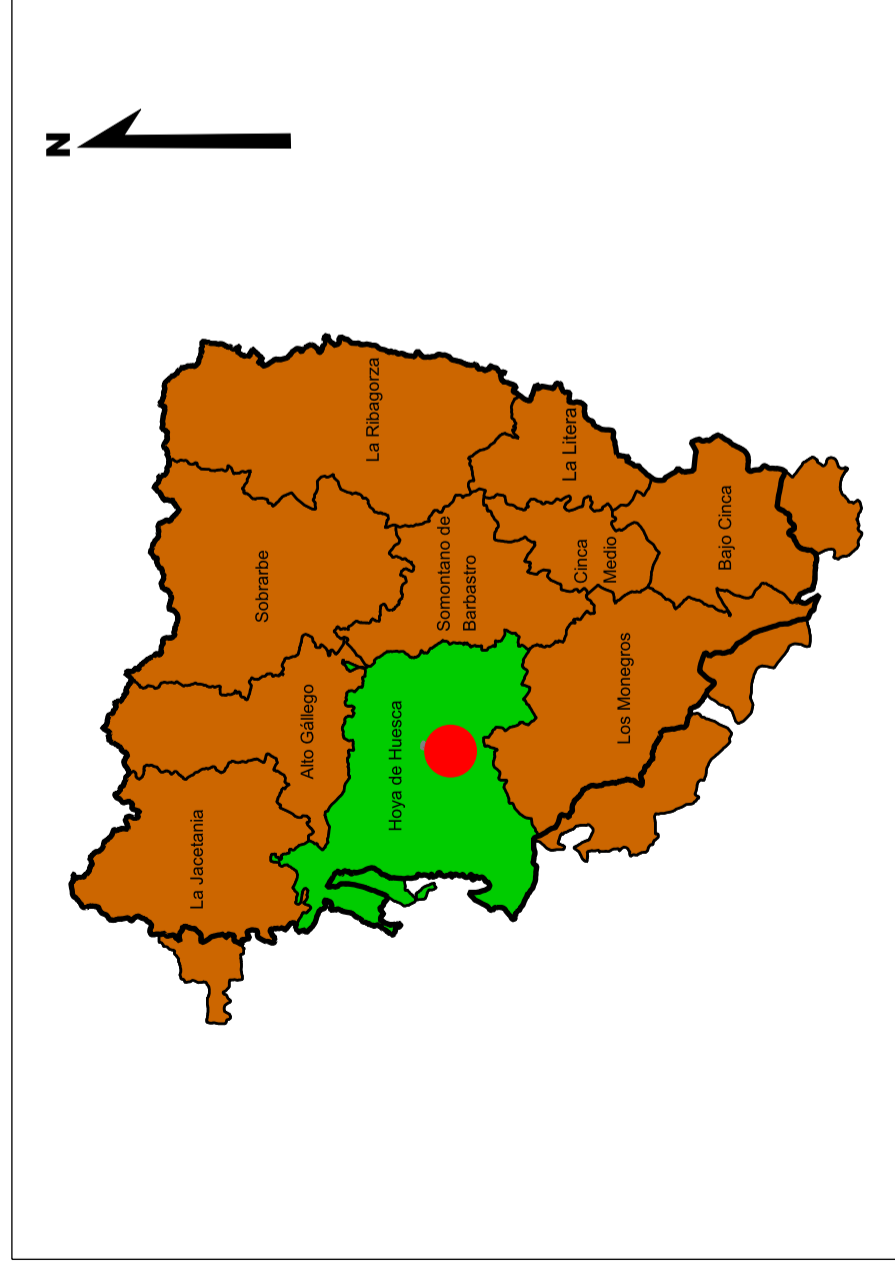 N
La Jacetania
Alto Gállego
Sobrarbe
La Ribagorza
Hoya de Huesca
Somontano de
Barbastro
La Litera
Cinca
Medio
Los Monegros
Bajo Cinca